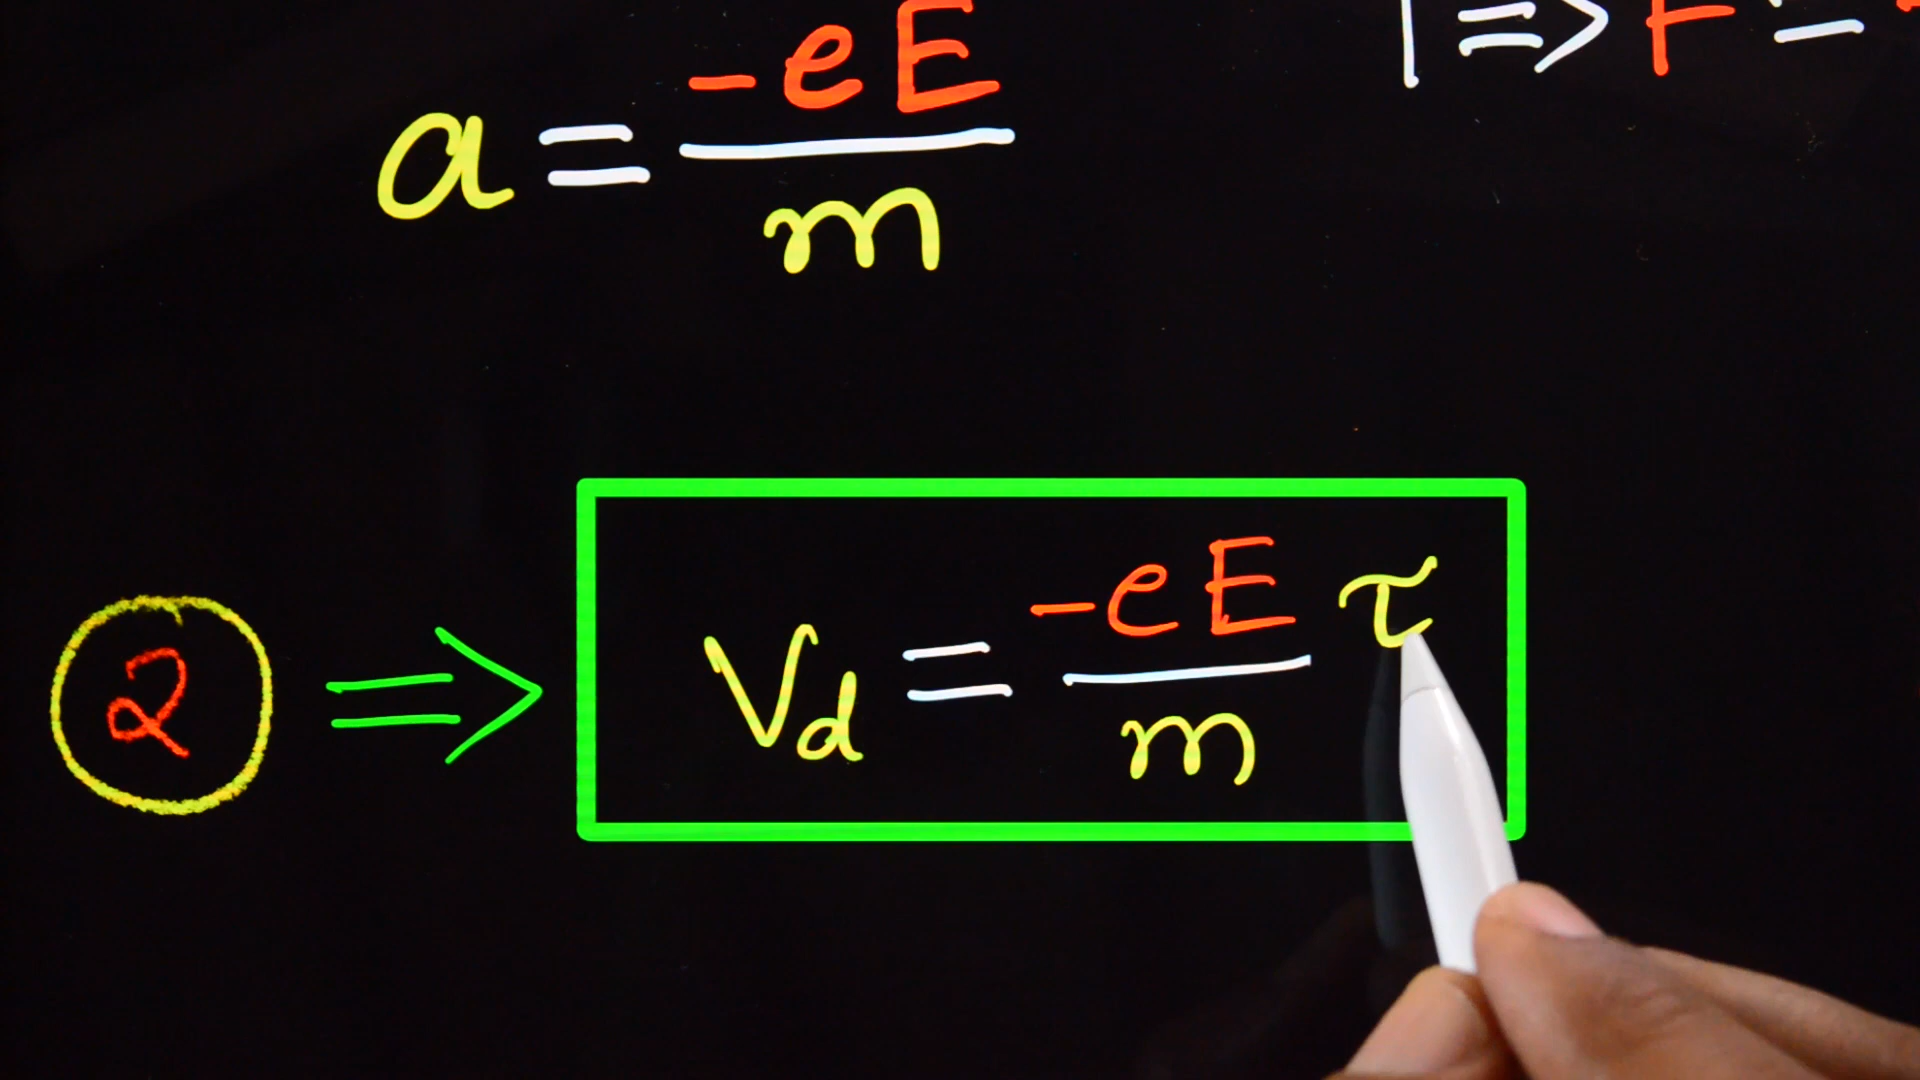 a = -eE/m
| => F =
2 => Vd = -eE/m τ